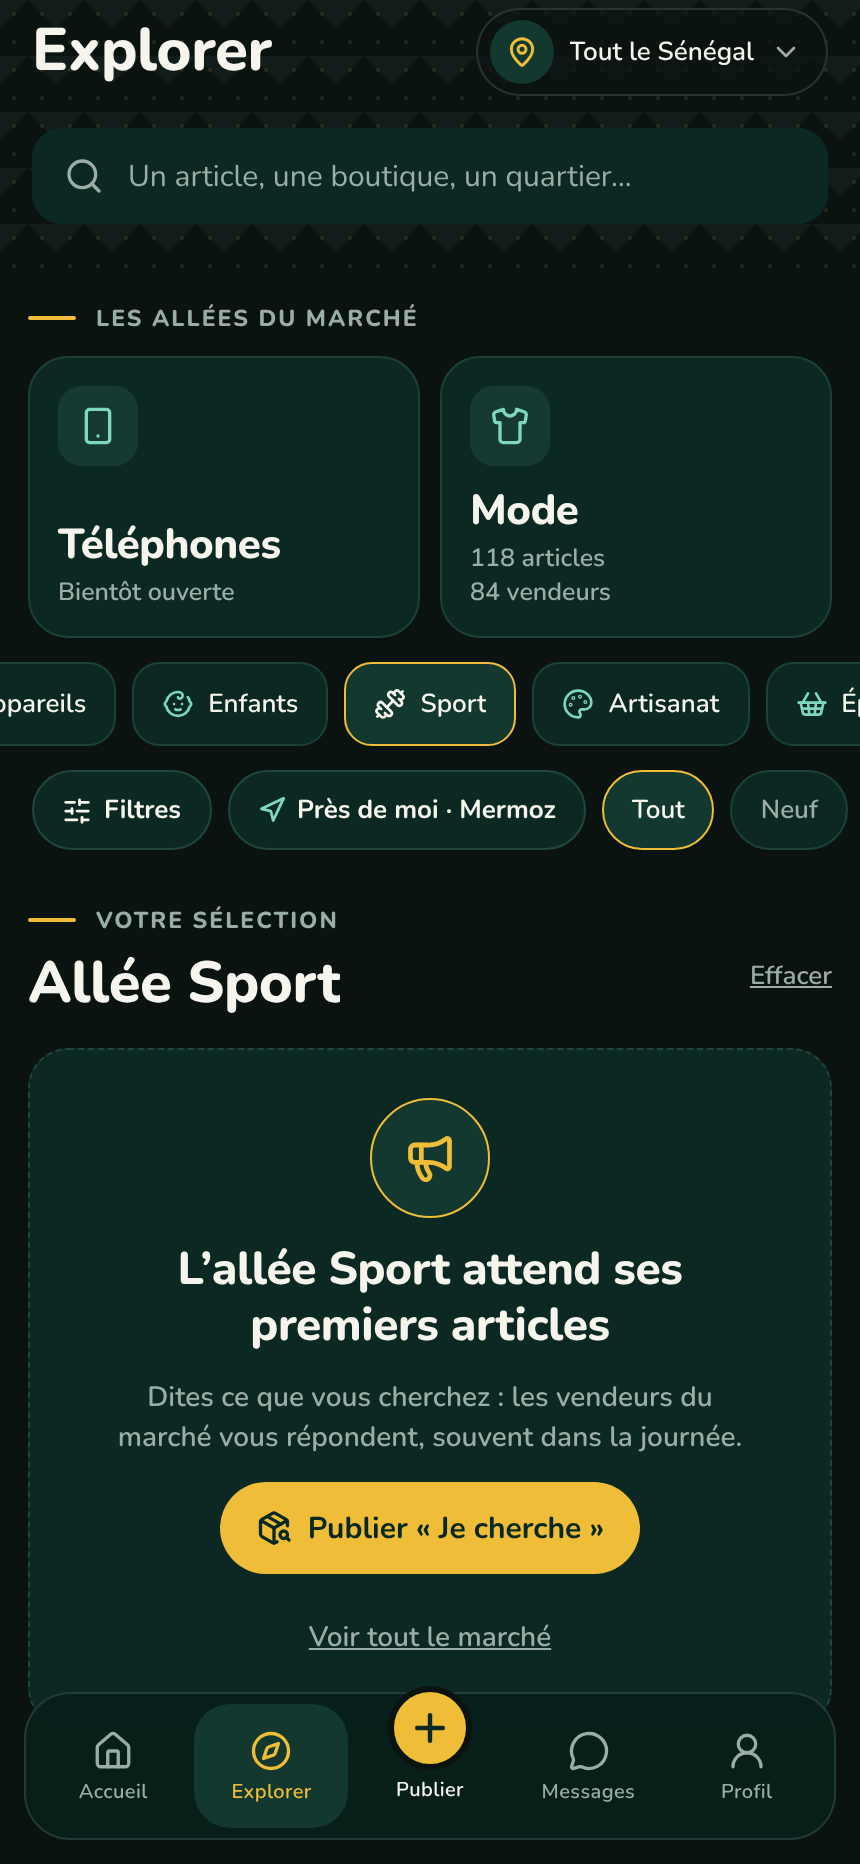 Explorer
Tout le Sénégal
Un article, une boutique, un quartier...
LES ALLÉES DU MARCHÉ
Téléphones
Bientôt ouverte
Mode
118 articles
84 vendeurs
Enfants
Sport
Artisanat
Filtres
Près de moi · Mermoz
Tout
Neuf
VOTRE SÉLECTION
Allée Sport
Effacer
L’allée Sport attend ses
premiers articles
Dites ce que vous cherchez : les vendeurs du
marché vous répondent, souvent dans la journée.
Publier « Je cherche »
Voir tout le marché
Accueil
Explorer
Publier
Messages
Profil